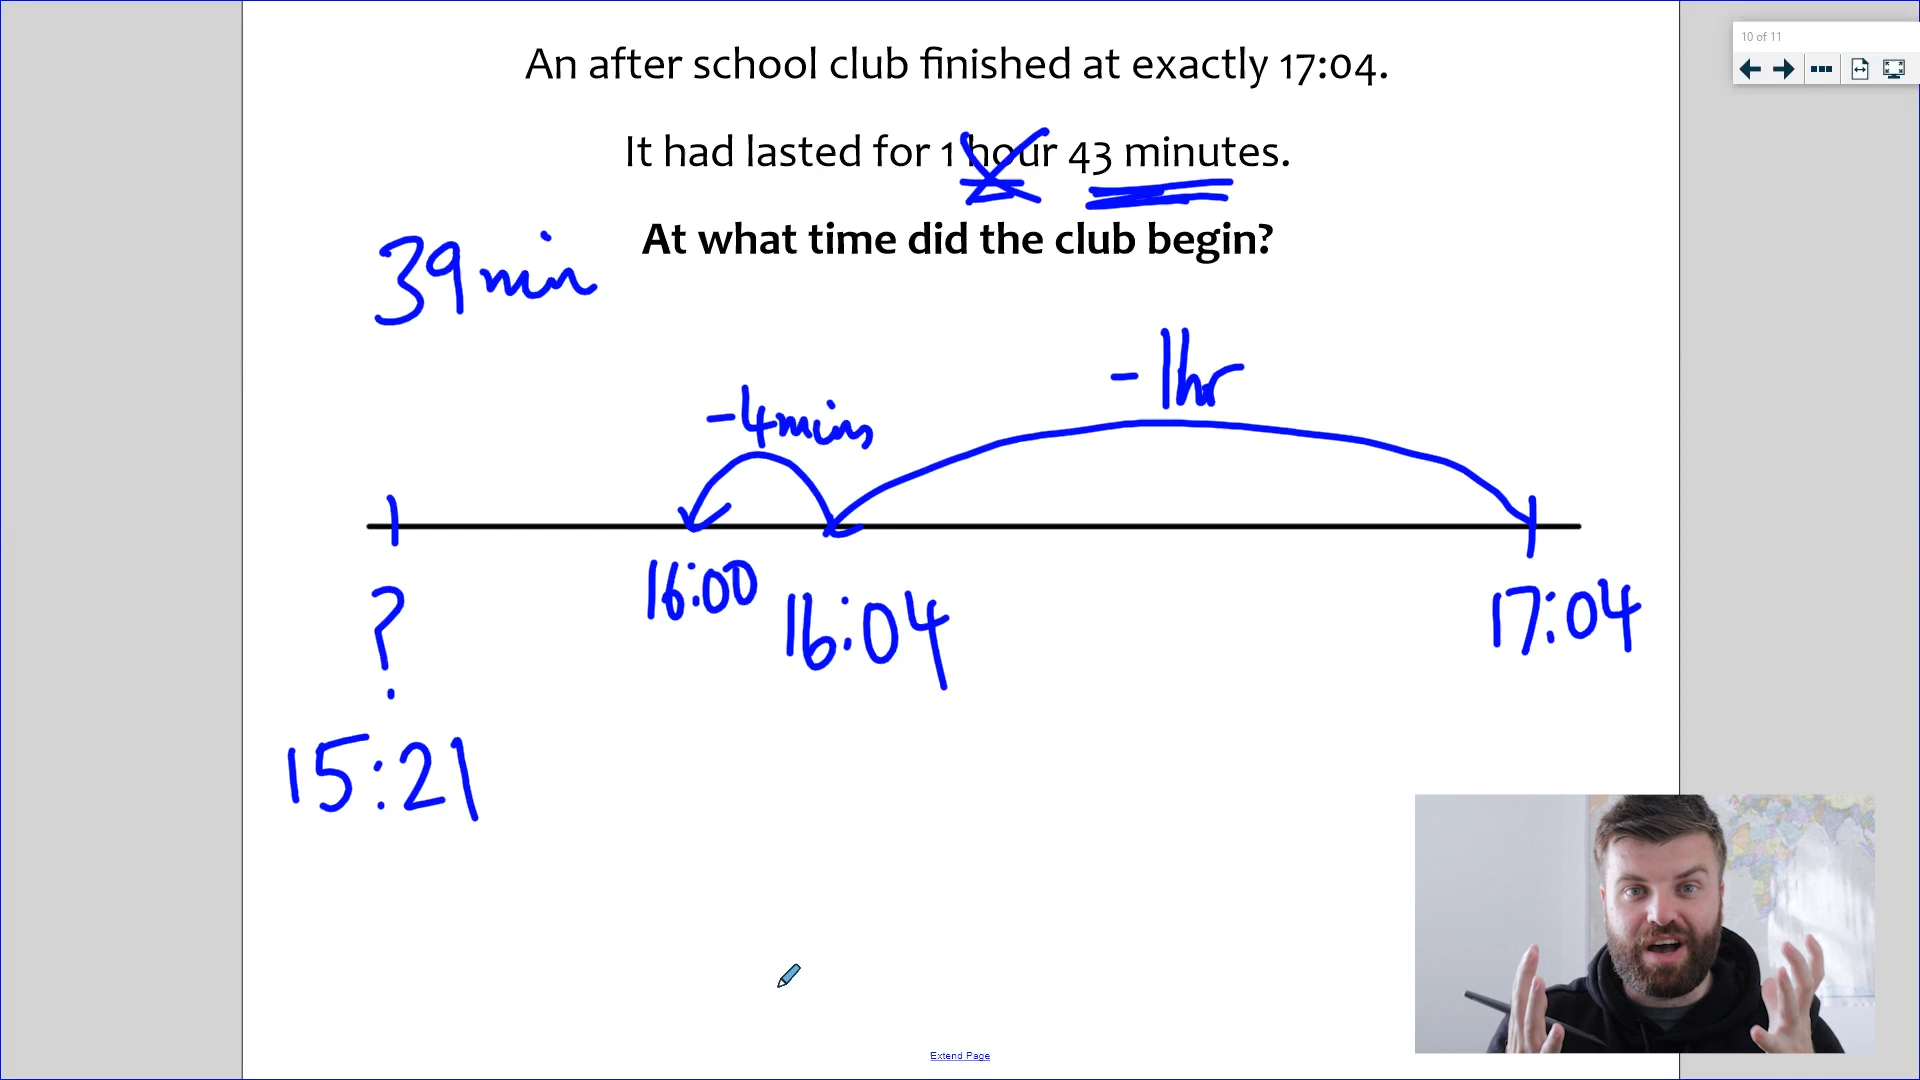 10 of 11
An after school club finished at exactly 17:04.
It had lasted for 1 hour 43 minutes.
At what time did the club begin?
39 min
-1hr
-4mins
16:00
16:04
17:04
?
15:21
Extend Page